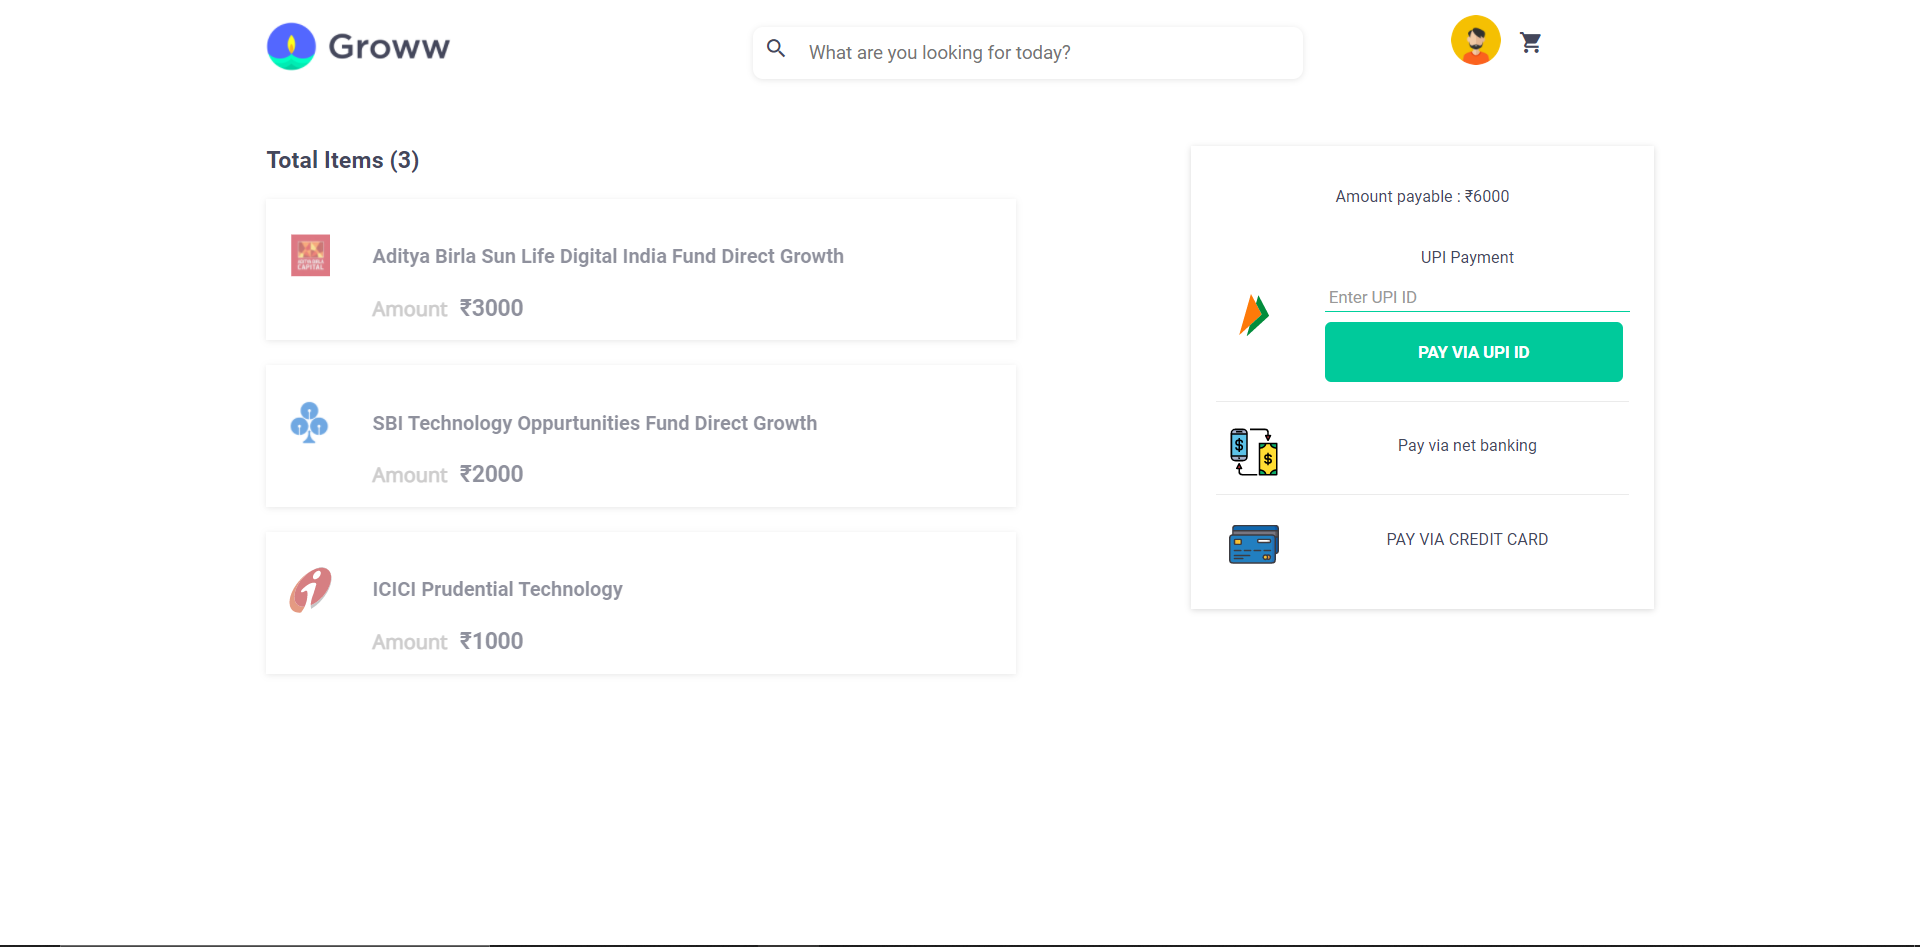 Groww
What are you looking for today?
Total Items (3)
Aditya Birla Sun Life Digital India Fund Direct Growth
Amount ₹3000
SBI Technology Oppurtunities Fund Direct Growth
Amount ₹2000
ICICI Prudential Technology
Amount ₹1000
Amount payable : ₹6000
UPI Payment
Enter UPI ID
PAY VIA UPI ID
Pay via net banking
PAY VIA CREDIT CARD